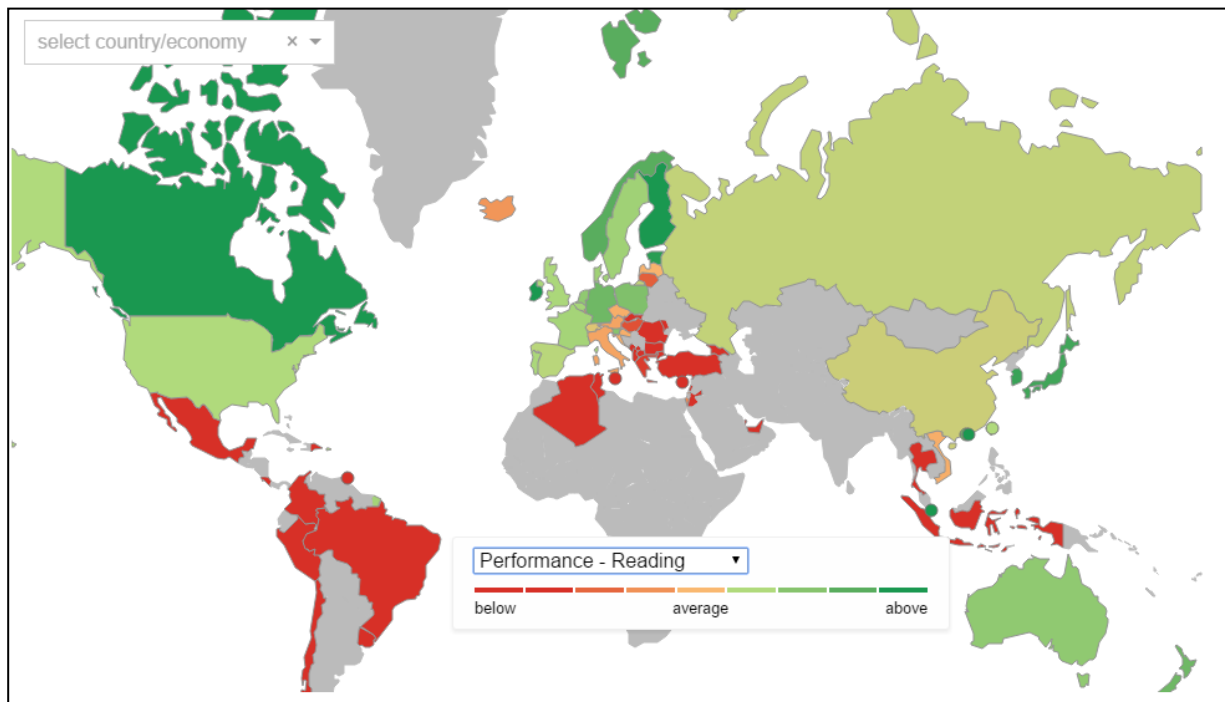 select country/economy × ▾
Performance - Reading ▼
below average above